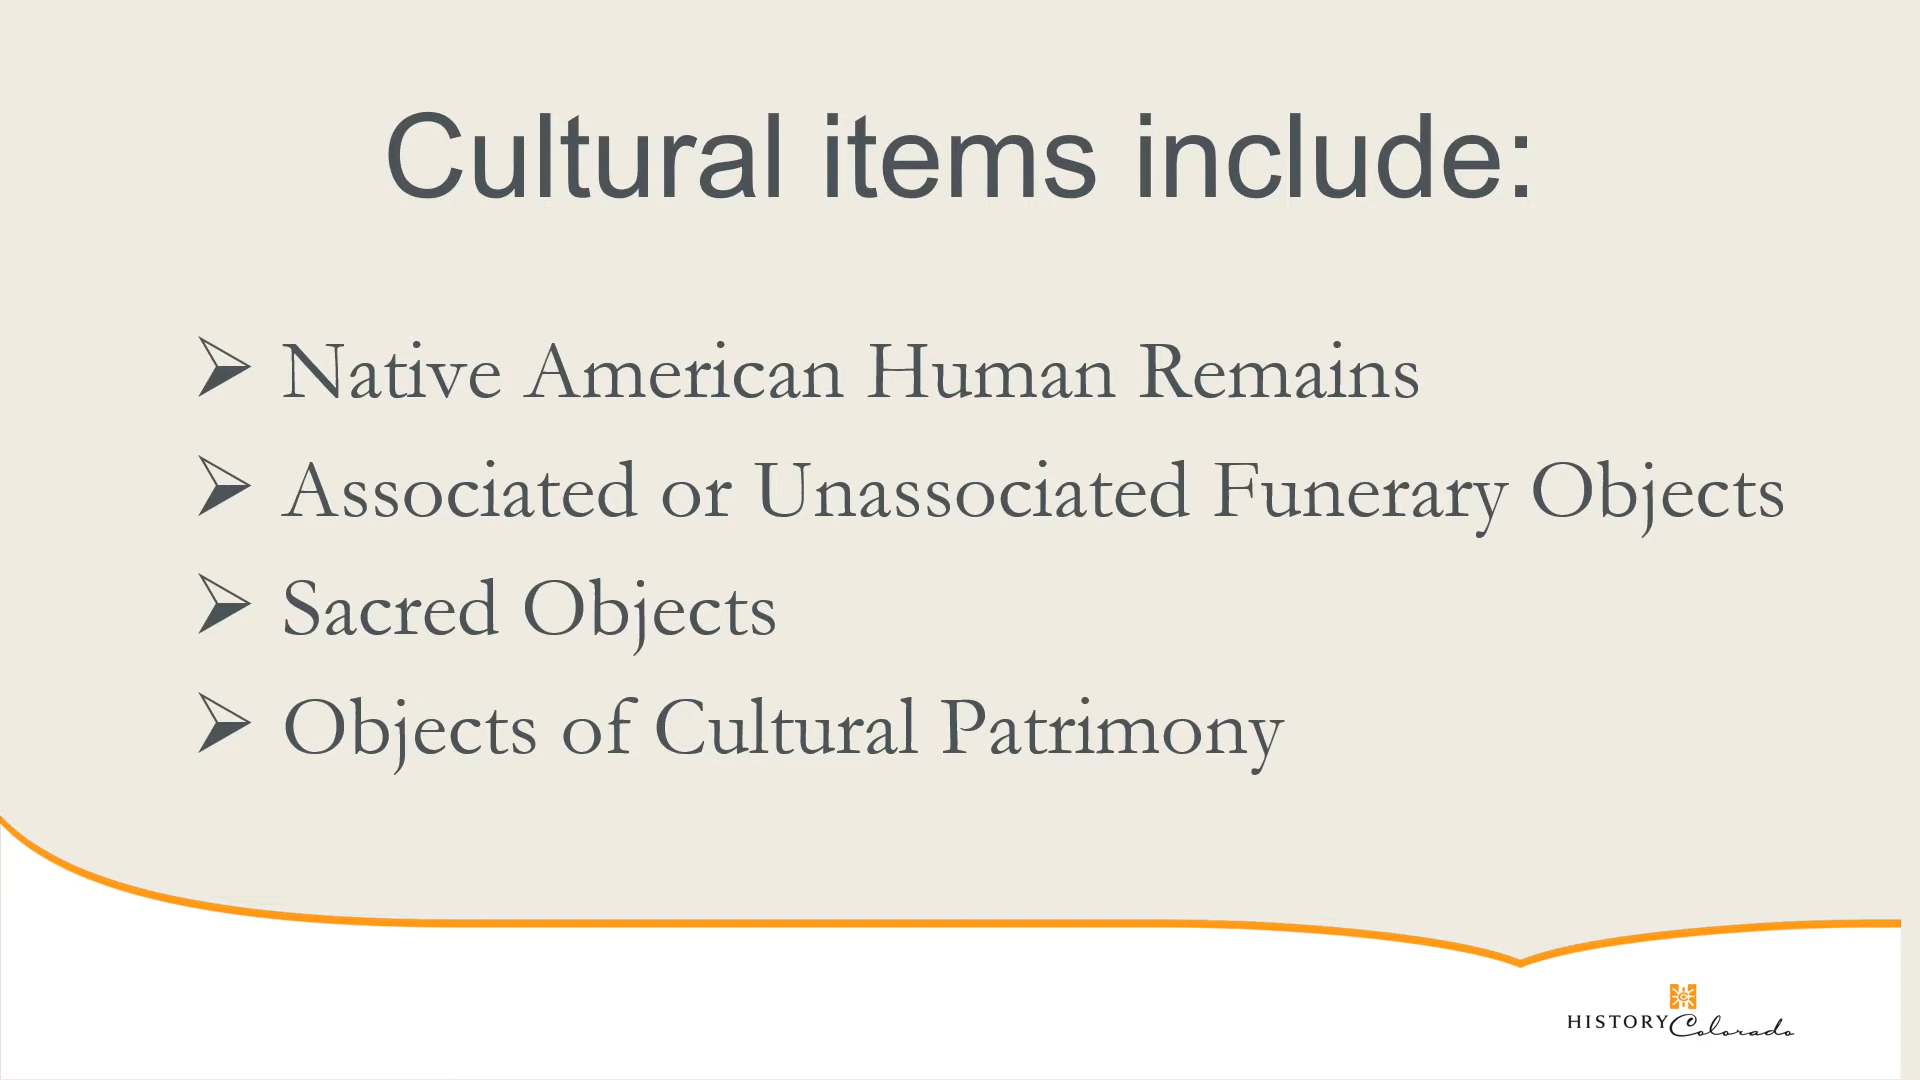 Cultural items include:
Native American Human Remains
Associated or Unassociated Funerary Objects
Sacred Objects
Objects of Cultural Patrimony
HISTORY Colorado